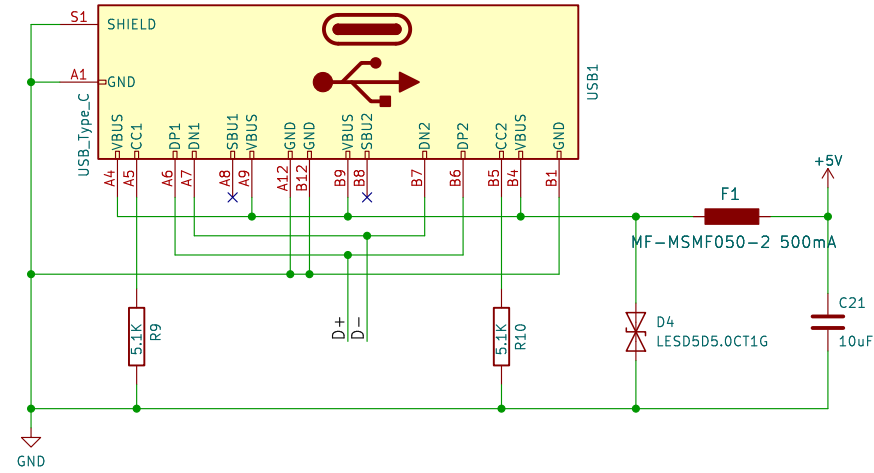 S1
SHIELD
A1
GND
USB_Type_C
USB1
VBUS
CC1
DP1
DN1
SBU1
VBUS
GND
GND
VBUS
SBU2
DN2
DP2
CC2
VBUS
GND
A4
A5
A6
A7
A8
A9
A12
B12
B9
B8
B7
B6
B5
B4
B1
+5V
F1
MF-MSMF050-2 500mA
5.1K
R9
D+
D-
5.1K
R10
D4
LESD5D5.0CT1G
C21
10uF
GND